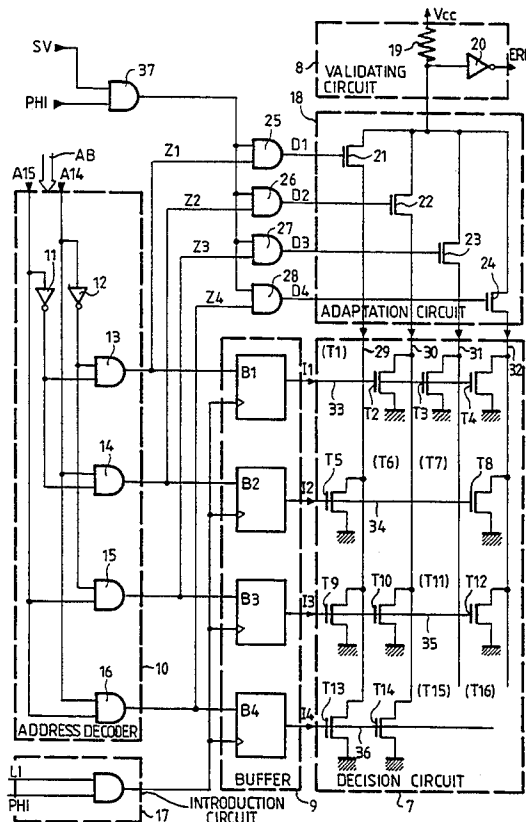 Vcc
19
20
ERI
8
VALIDATING CIRCUIT
SV
37
PHI
18
25
D1
21
A15
AB
A14
Z1
26
D2
22
Z2
27
D3
23
Z3
28
D4
24
Z4
ADAPTATION CIRCUIT
11
12
13
B1
I1
(T1)
29
30
31
32
33
T2
T3
T4
14
B2
I2
T5
(T6)
(T7)
T8
34
15
B3
I3
T9
T10
(T11)
T12
35
16
10
B4
I4
T13
T14
(T15)
(T16)
36
ADDRESS DECODER
BUFFER
DECISION CIRCUIT
L1
PHI
17
INTRODUCTION CIRCUIT
9
7